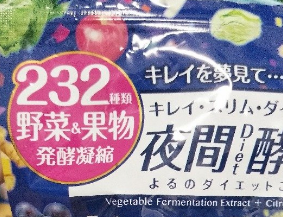 232種類
野菜&果物
発酵凝縮
キレイを夢見て…
キレイ・スリム・ダ
夜間酵
Diet
よるのダイエットこ
Vegetable Fermentation Extract + Citru